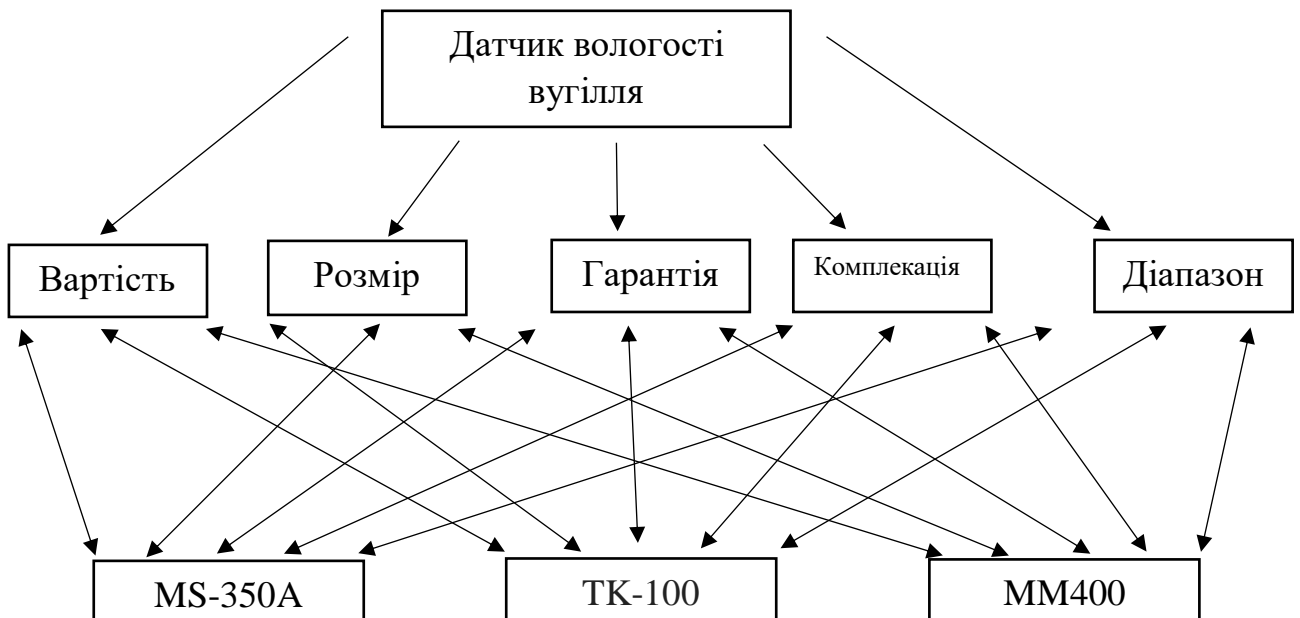 Датчик вологості
вугілля
Вартість
Розмір
Гарантія
Комплекація
Діапазон
MS-350A
TK-100
MM400